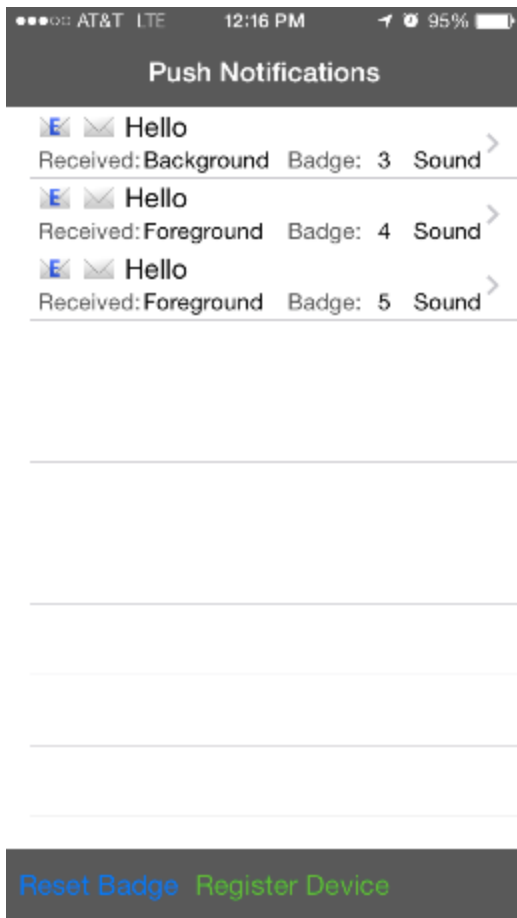 AT&T LTE 12:16 PM 95%
Push Notifications
E Hello
Received: Background Badge: 3 Sound
E Hello
Received: Foreground Badge: 4 Sound
E Hello
Received: Foreground Badge: 5 Sound
Reset Badge Register Device